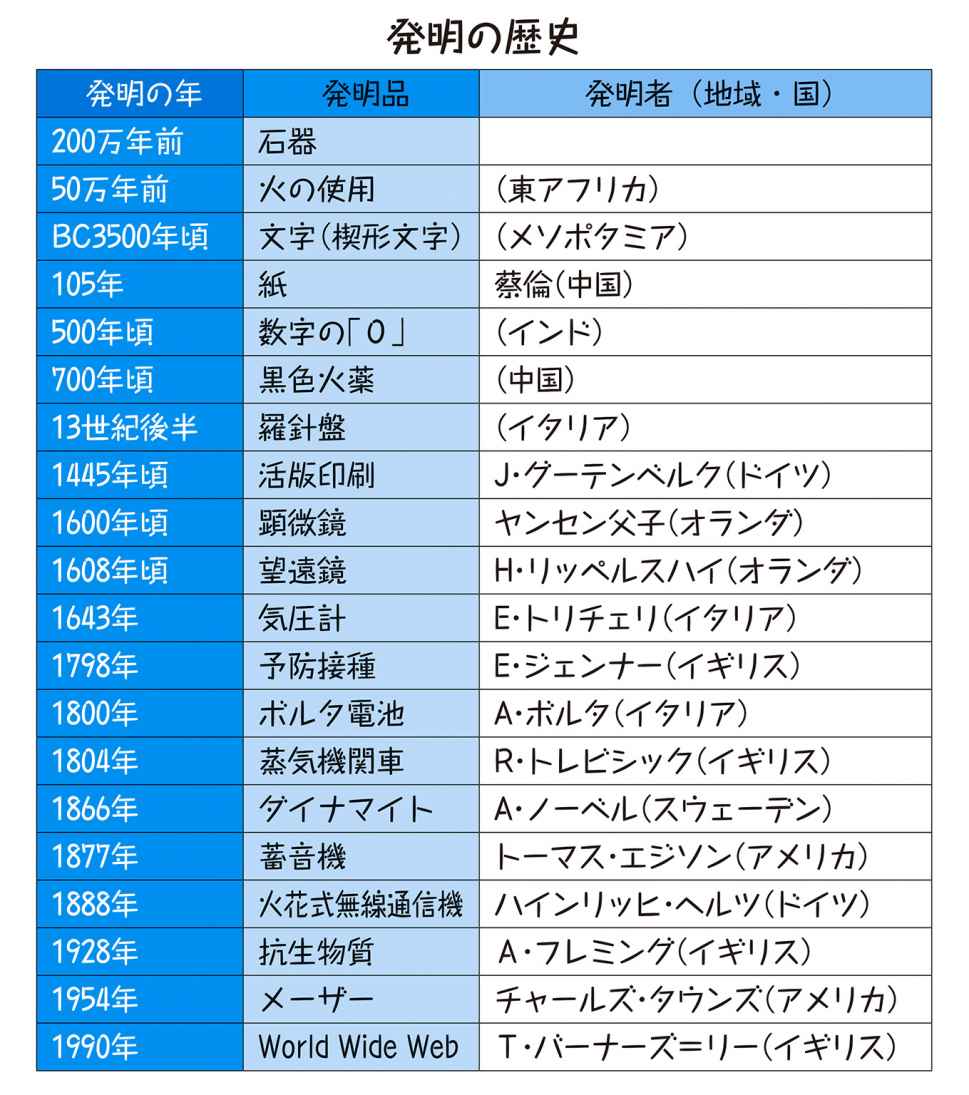 発明の歴史
発明の年 発明品 発明者（地域・国）
200万年前 石器
50万年前 火の使用 （東アフリカ）
BC3500年頃 文字（楔形文字） （メソポタミア）
105年 紙 蔡倫（中国）
500年頃 数字の「0」 （インド）
700年頃 黒色火薬 （中国）
13世紀後半 羅針盤 （イタリア）
1445年頃 活版印刷 J・グーテンベルク（ドイツ）
1600年頃 顕微鏡 ヤンセン父子（オランダ）
1608年頃 望遠鏡 H・リッペルスハイ（オランダ）
1643年 気圧計 E・トリチェリ（イタリア）
1798年 予防接種 E・ジェンナー（イギリス）
1800年 ボルタ電池 A・ボルタ（イタリア）
1804年 蒸気機関車 R・トレビシック（イギリス）
1866年 ダイナマイト A・ノーベル（スウェーデン）
1877年 蓄音機 トーマス・エジソン（アメリカ）
1888年 火花式無線通信機 ハインリッヒ・ヘルツ（ドイツ）
1928年 抗生物質 A・フレミング（イギリス）
1954年 メーザー チャールズ・タウンズ（アメリカ）
1990年 World Wide Web T・バーナーズ＝リー（イギリス）